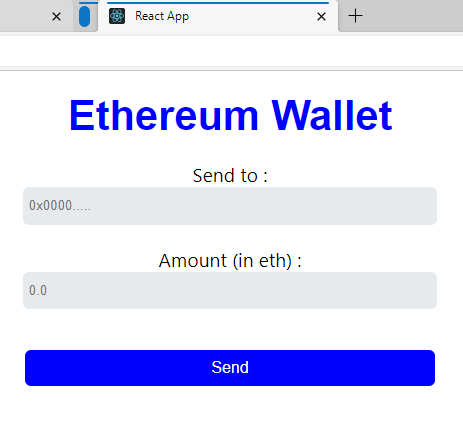 React App
Ethereum Wallet
Send to :
0x0000.....
Amount (in eth) :
0.0
Send